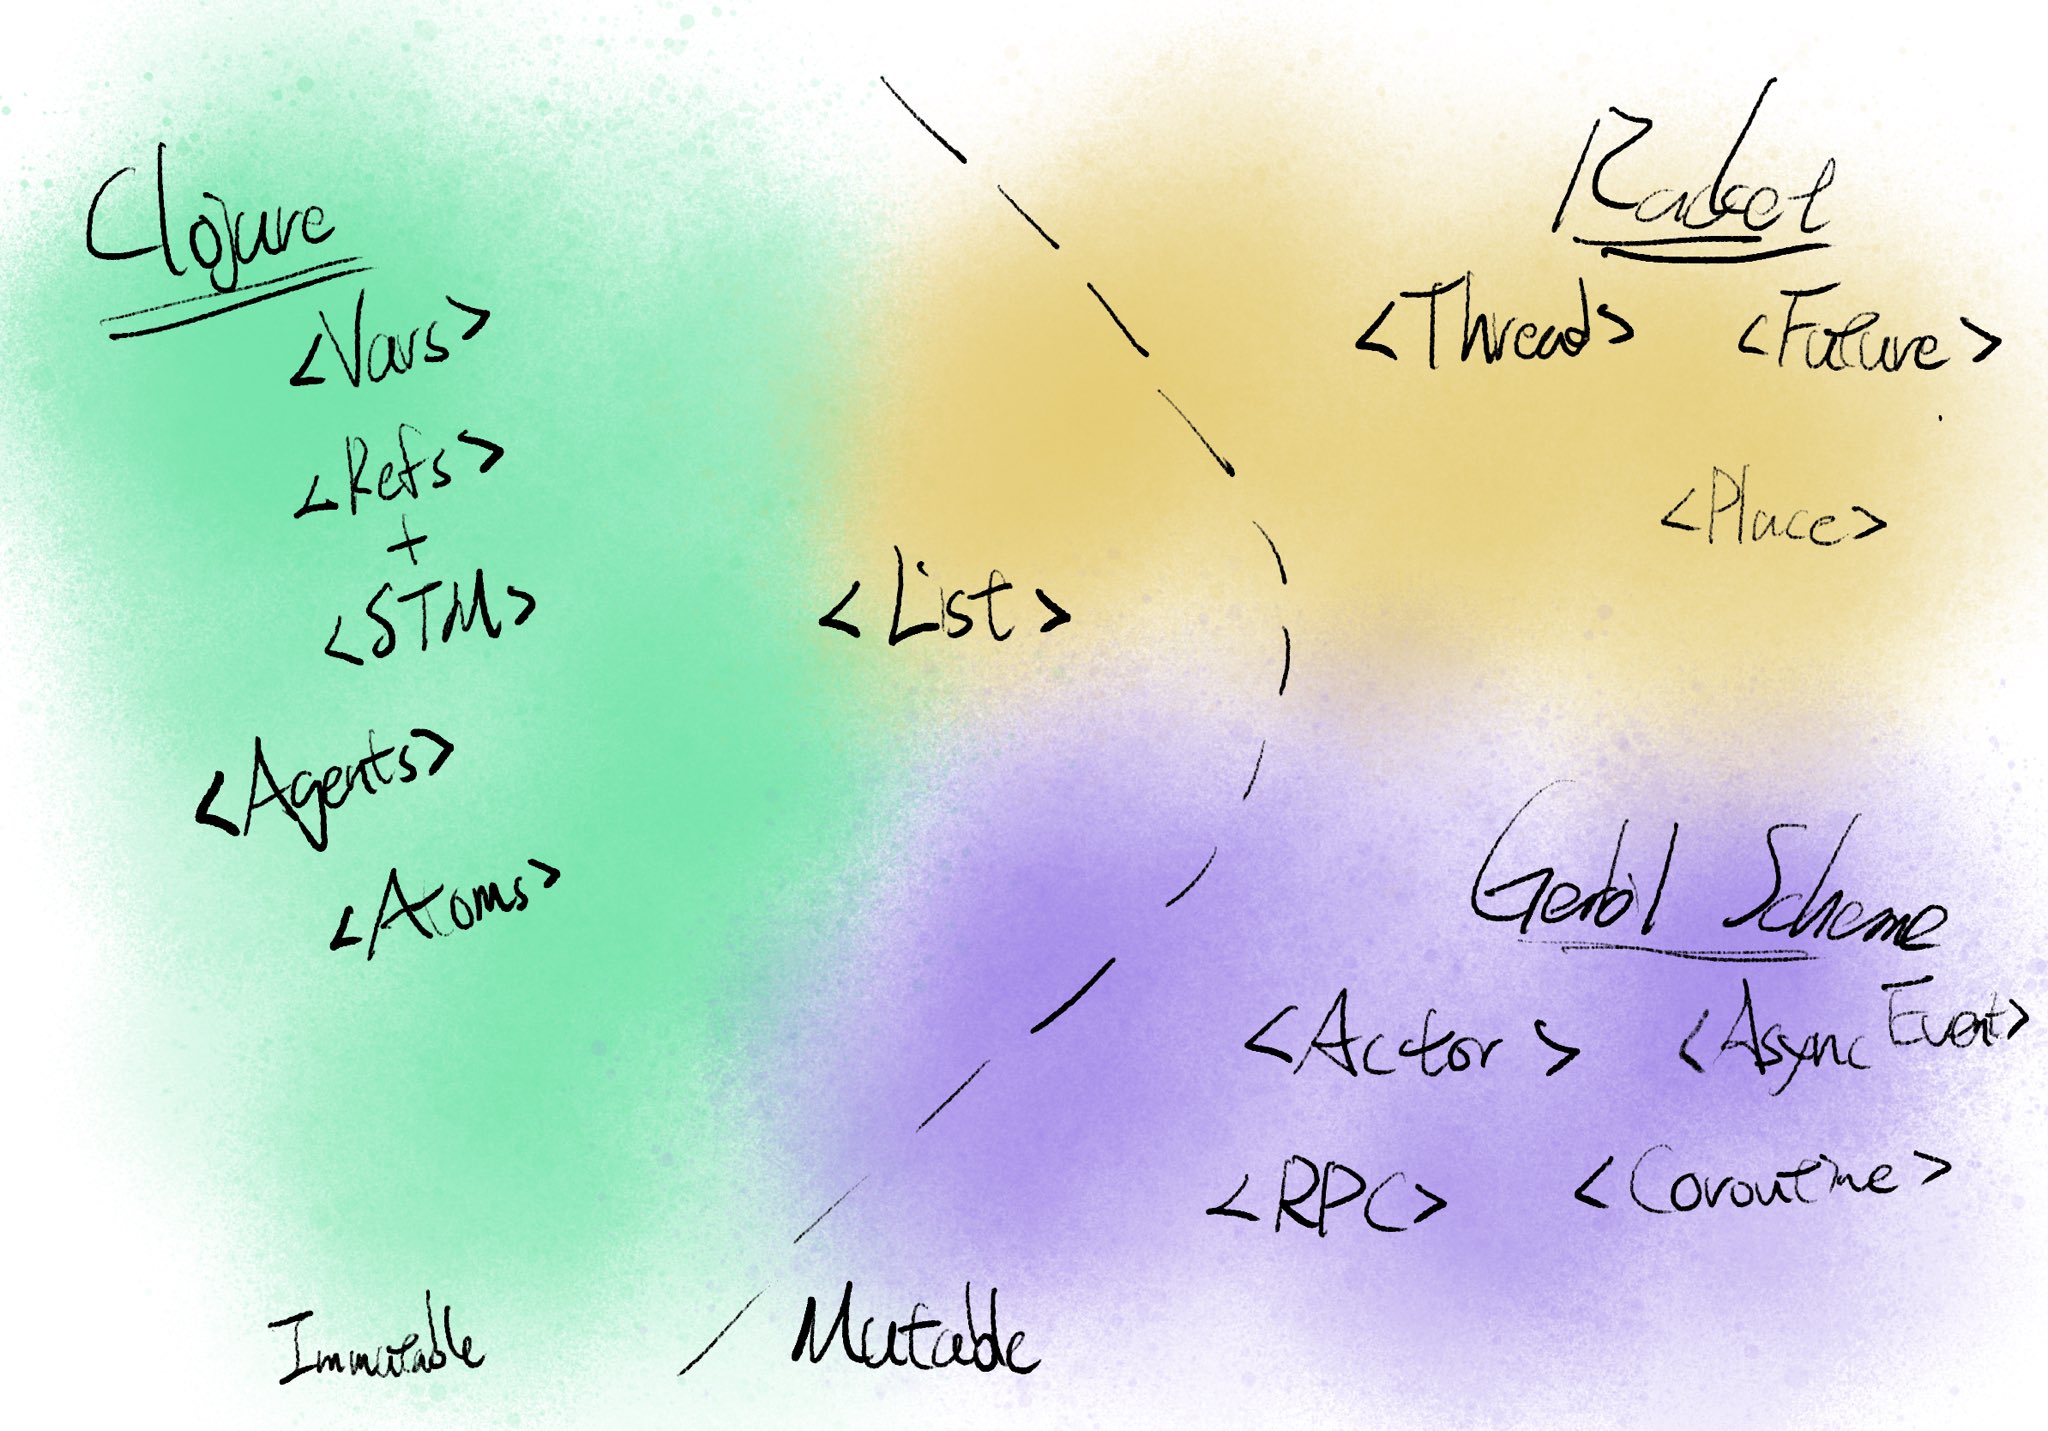 Clojure
<Vars>
<Refs>
+
<STM>
<Agents>
<Atoms>
<List>
Racket
<Thread> <Future>
<Place>
Gerbil Scheme
<Actor> <Async Event>
<RPC> <Coroutine>
Immutable Mutable